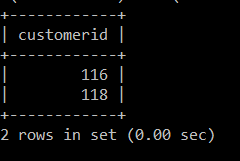 +------------+
| customerid |
+------------+
|        116 |
|        118 |
+------------+
2 rows in set (0.00 sec)